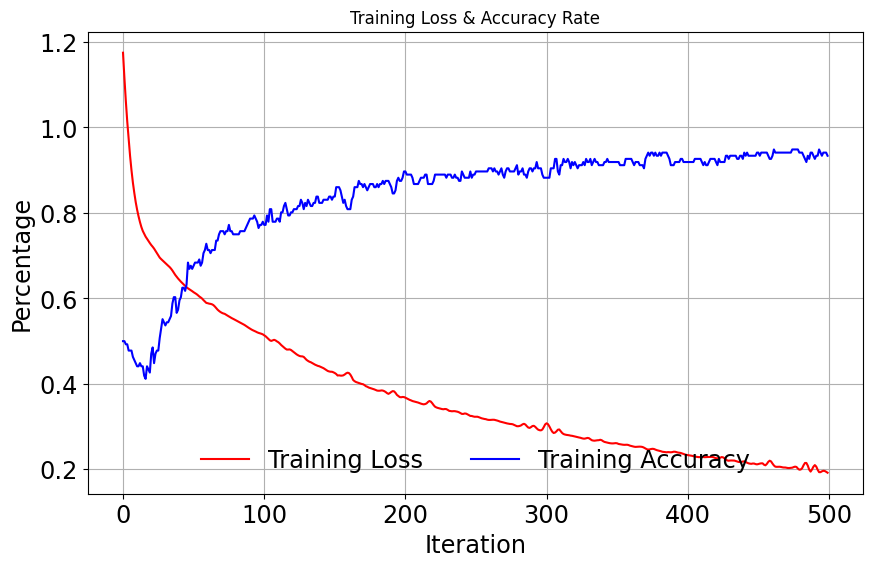 Training Loss & Accuracy Rate
Percentage
1.2
1.0
0.8
0.6
0.4
0.2
Training Loss
Training Accuracy
0
100
200
300
400
500
Iteration